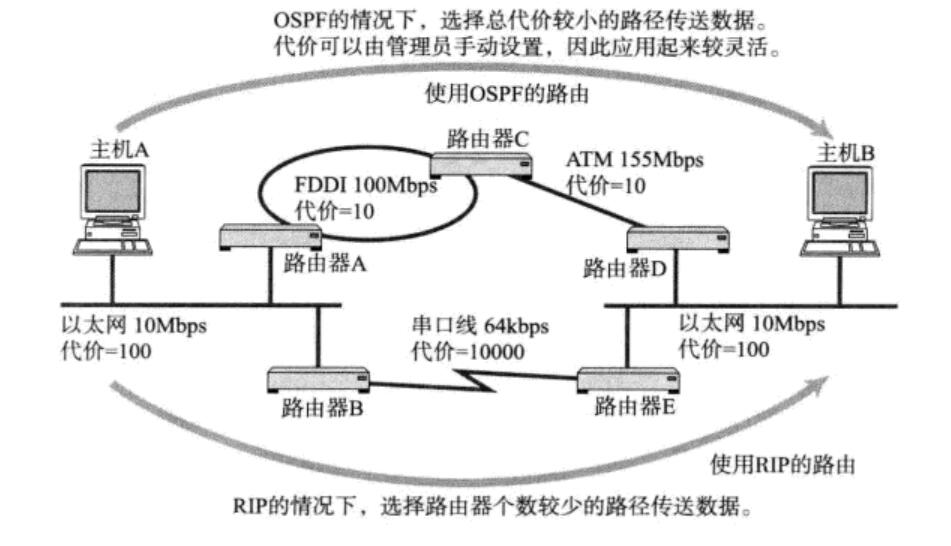 OSPF的情况下，选择总代价较小的路径传送数据。
代价可以由管理员手动设置，因此应用起来较灵活。
使用OSPF的路由
主机A
路由器C
主机B
FDDI 100Mbps
代价=10
ATM 155Mbps
代价=10
路由器A
路由器D
以太网 10Mbps
代价=100
串口线 64kbps
代价=10000
以太网 10Mbps
代价=100
路由器B
路由器E
使用RIP的路由
RIP的情况下，选择路由器个数较少的路径传送数据。